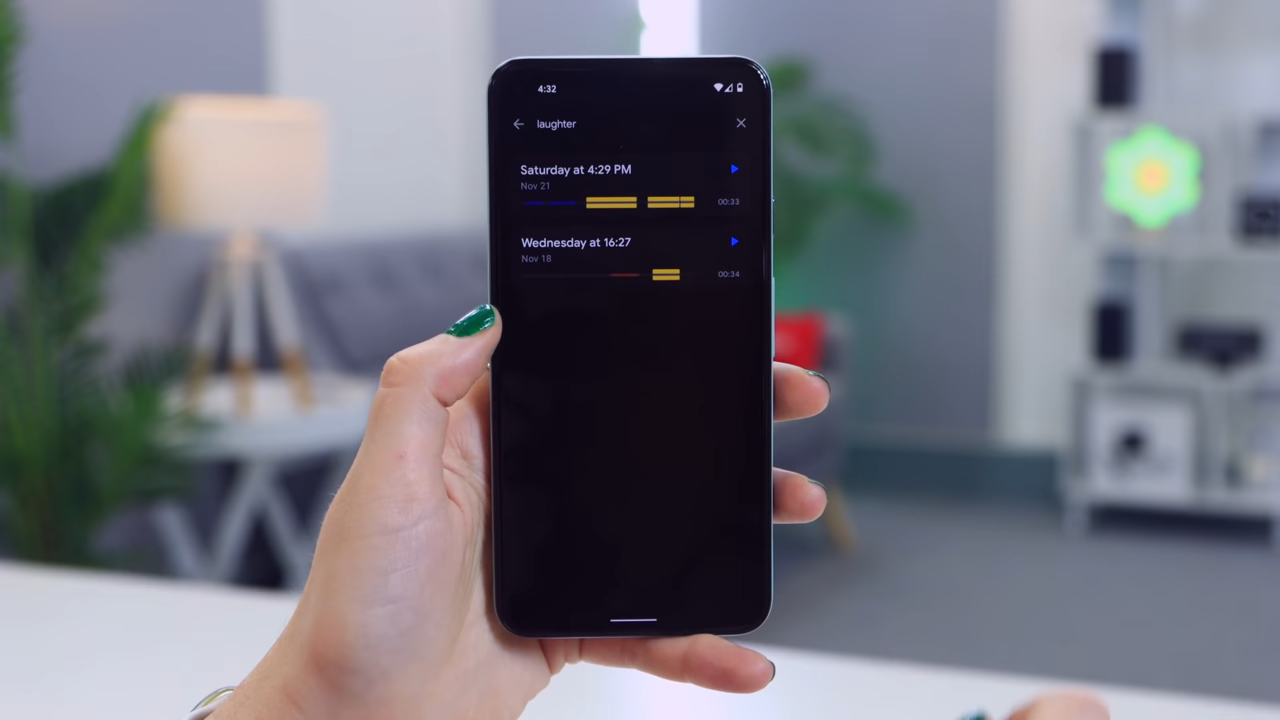 4:32
laughter
Saturday at 4:29 PM
Nov 21
00:33
Wednesday at 16:27
Nov 18
00:34